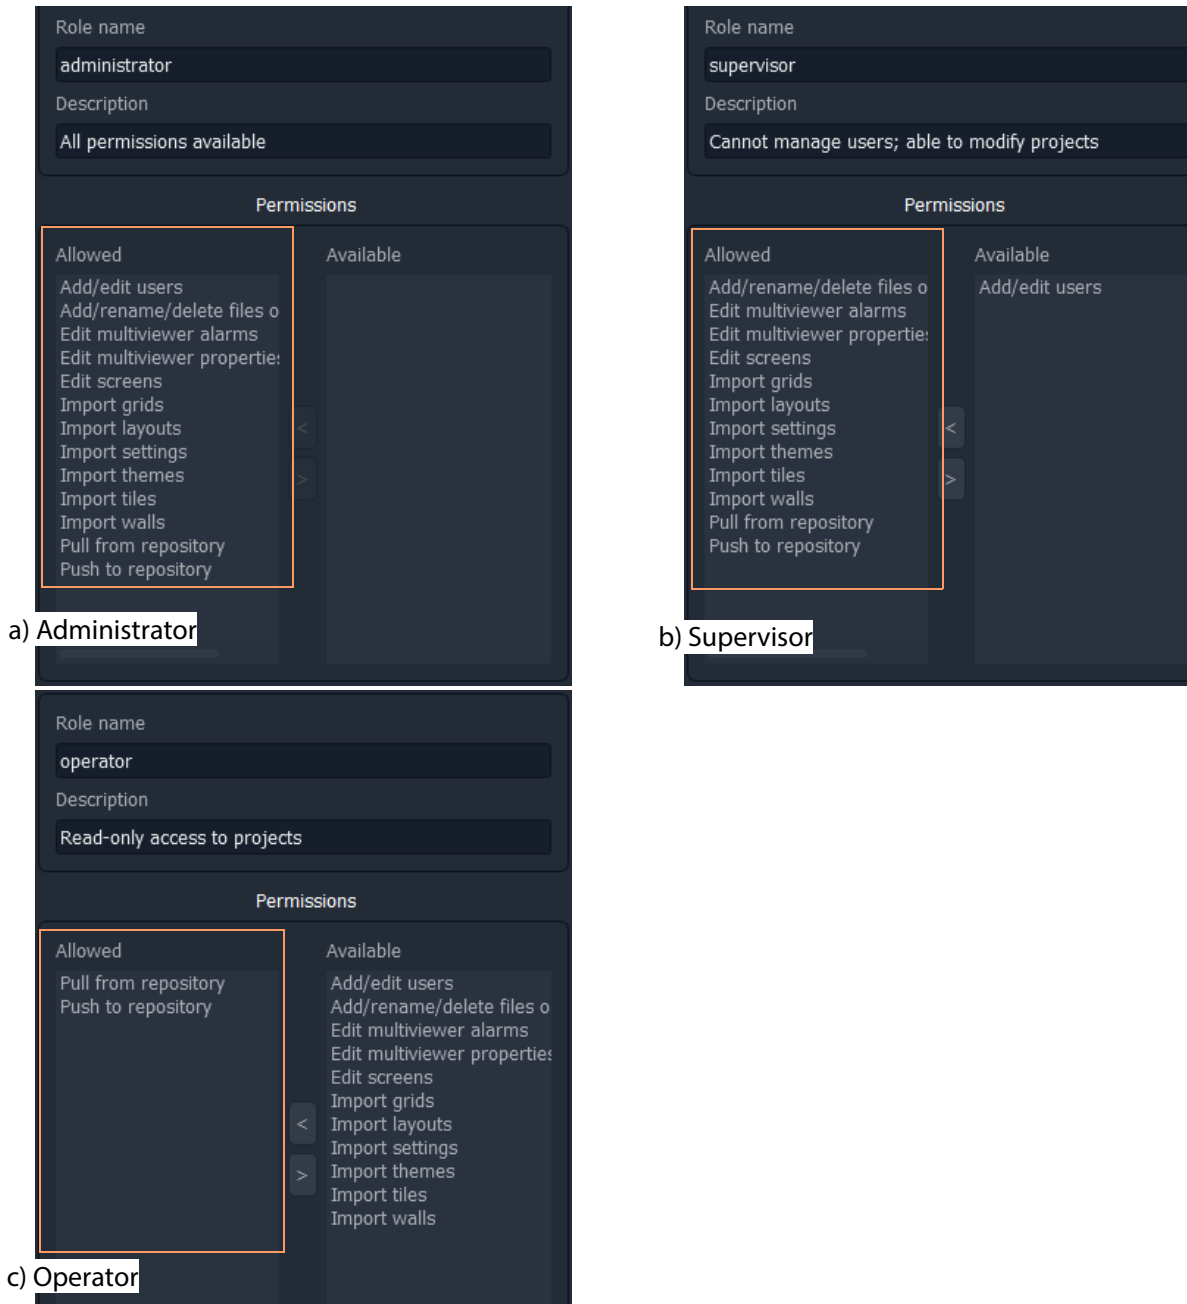 Role name
administrator
Description
All permissions available
Permissions
Allowed
Available
Add/edit users
Add/rename/delete files o
Edit multiviewer alarms
Edit multiviewer properties
Edit screens
Import grids
Import layouts
Import settings
Import themes
Import tiles
Import walls
Pull from repository
Push to repository
<
>
a) Administrator
Role name
supervisor
Description
Cannot manage users; able to modify projects
Permissions
Allowed
Available
Add/rename/delete files o
Edit multiviewer alarms
Edit multiviewer properties
Edit screens
Import grids
Import layouts
Import settings
Import themes
Import tiles
Import walls
Pull from repository
Push to repository
<
>
Add/edit users
b) Supervisor
Role name
operator
Description
Read-only access to projects
Permissions
Allowed
Available
Pull from repository
Push to repository
<
>
Add/edit users
Add/rename/delete files o
Edit multiviewer alarms
Edit multiviewer properties
Edit screens
Import grids
Import layouts
Import settings
Import themes
Import tiles
Import walls
c) Operator